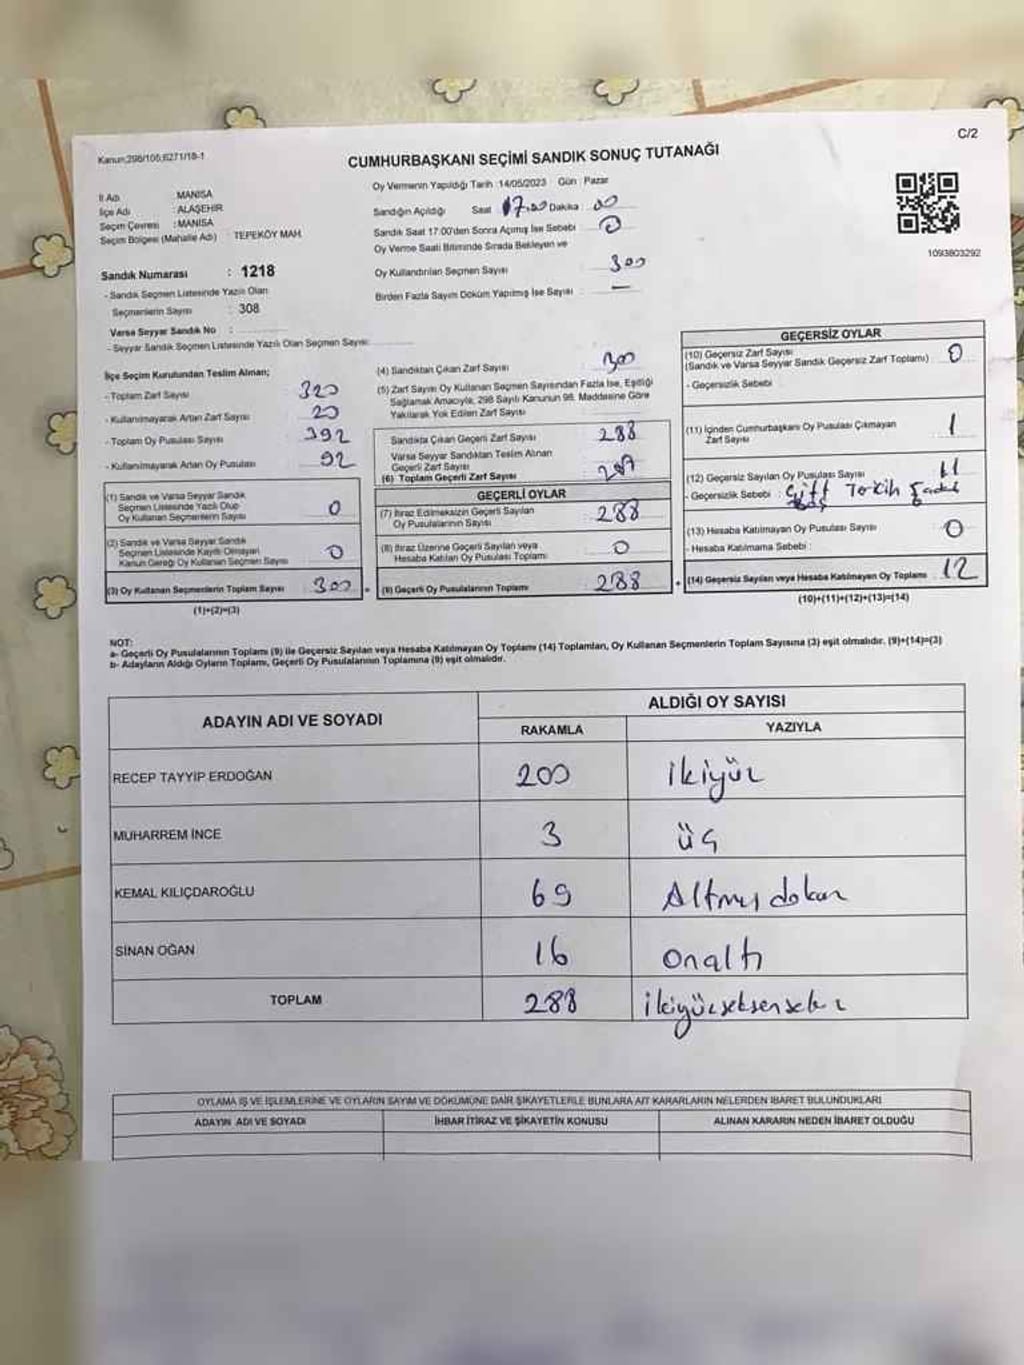 C/2
Kanun;298/105;6271/18-1
CUMHURBAŞKANI SEÇİMİ SANDIK SONUÇ TUTANAĞI
İl Adı : MANİSA
İlçe Adı : ALAŞEHİR
Seçim Çevresi : MANİSA
Seçim Bölgesi (Mahalle Adı) : TEPEKÖY MAH.
Sandık Numarası : 1218
- Sandık Seçmen Listesinde Yazılı Olan
Seçmenlerin Sayısı : 308
Varsa Seyyar Sandık No :
- Seyyar Sandık Seçmen Listesinde Yazılı Olan Seçmen Sayısı:
Oy Vermenin Yapıldığı Tarih :14/05/2023 Gün : Pazar
Sandığın Açıldığı Saat 17.00 Dakika : 00
Sandık Saat 17:00'den Sonra Açılmış İse Sebebi : 0
Oy Verme Saati Bitiminde Sırada Bekleyen ve
Oy Kullandırılan Seçmen Sayısı 300
Birden Fazla Sayım Döküm Yapılmış İse Sayısı : —
1093803292
İlçe Seçim Kurulundan Teslim Alınan;
- Toplam Zarf Sayısı 320
- Kullanılmayarak Artan Zarf Sayısı 20
- Toplam Oy Pusulası Sayısı 392
- Kullanılmayarak Artan Oy Pusulası 92
(1) Sandık ve Varsa Seyyar Sandık
Seçmen Listesinde Yazılı Olup
Oy Kullanan Seçmenlerin Sayısı 0
(2) Sandık ve Varsa Seyyar Sandık
Seçmen Listesinde Kayıtlı Olmayan
Kanun Gereği Oy Kullanan Seçmen Sayısı 0
(3) Oy Kullanan Seçmenlerin Toplam Sayısı 300
(1)+(2)=(3)
(4) Sandıktan Çıkan Zarf Sayısı 300
(5) Zarf Sayısı Oy Kullanan Seçmen Sayısından Fazla İse, Eşitliği
Sağlamak Amacıyla, 298 Sayılı Kanunun 98. Maddesine Göre
Yakılarak Yok Edilen Zarf Sayısı
Sandıkta Çıkan Geçerli Zarf Sayısı 288
Varsa Seyyar Sandıktan Teslim Alınan
Geçerli Zarf Sayısı
(6) Toplam Geçerli Zarf Sayısı
GEÇERLİ OYLAR
(7) İtiraz Edilmeksizin Geçerli Sayılan
Oy Pusulalarının Sayısı 288
(8) İtiraz Üzerine Geçerli Sayılan veya
Hesaba Katılan Oy Pusulası Toplamı 0
(9) Geçerli Oy Pusulalarının Toplamı 288
GEÇERSİZ OYLAR
(10) Geçersiz Zarf Sayısı
(Sandık ve Varsa Seyyar Sandık Geçersiz Zarf Toplamı) 0
- Geçersizlik Sebebi
(11) İçinden Cumhurbaşkanı Oy Pusulası Çıkmayan
Zarf Sayısı 1
(12) Geçersiz Sayılan Oy Pusulası Sayısı 11
- Geçersizlik Sebebi : Çift
(13) Hesaba Katılmayan Oy Pusulası Sayısı 0
- Hesaba Katılmama Sebebi :
(14) Geçersiz Sayılan veya Hesaba Katılmayan Oy Toplamı 12
(10)+(11)+(12)+(13)=(14)
NOT:
a- Geçerli Oy Pusulalarının Toplamı (9) ile Geçersiz Sayılan veya Hesaba Katılmayan Oy Toplamı (14) Toplamları, Oy Kullanan Seçmenlerin Toplam Sayısına (3) eşit olmalıdır. (9)+(14)=(3)
b- Adayların Aldığı Oyların Toplamı, Geçerli Oy Pusulalarının Toplamına (9) eşit olmalıdır.
ADAYIN ADI VE SOYADI ALDIĞI OY SAYISI
RAKAMLA YAZIYLA
RECEP TAYYİP ERDOĞAN 200 ikiyüz
MUHARREM İNCE 3 üç
KEMAL KILIÇDAROĞLU 69 Altmış dokuz
SİNAN OĞAN 16 onaltı
TOPLAM 288 ikiyüzseksensekiz
OYLAMA İŞ VE İŞLEMLERİNE VE OYLARIN SAYIM VE DÖKÜMÜNE DAİR ŞİKAYETLERLE BUNLARA AİT KARARLARIN NELERDEN İBARET BULUNDUKLARI
ADAYIN ADI VE SOYADI İHBAR İTİRAZ VE ŞİKAYETİN KONUSU ALINAN KARARIN NEDEN İBARET OLDUĞU